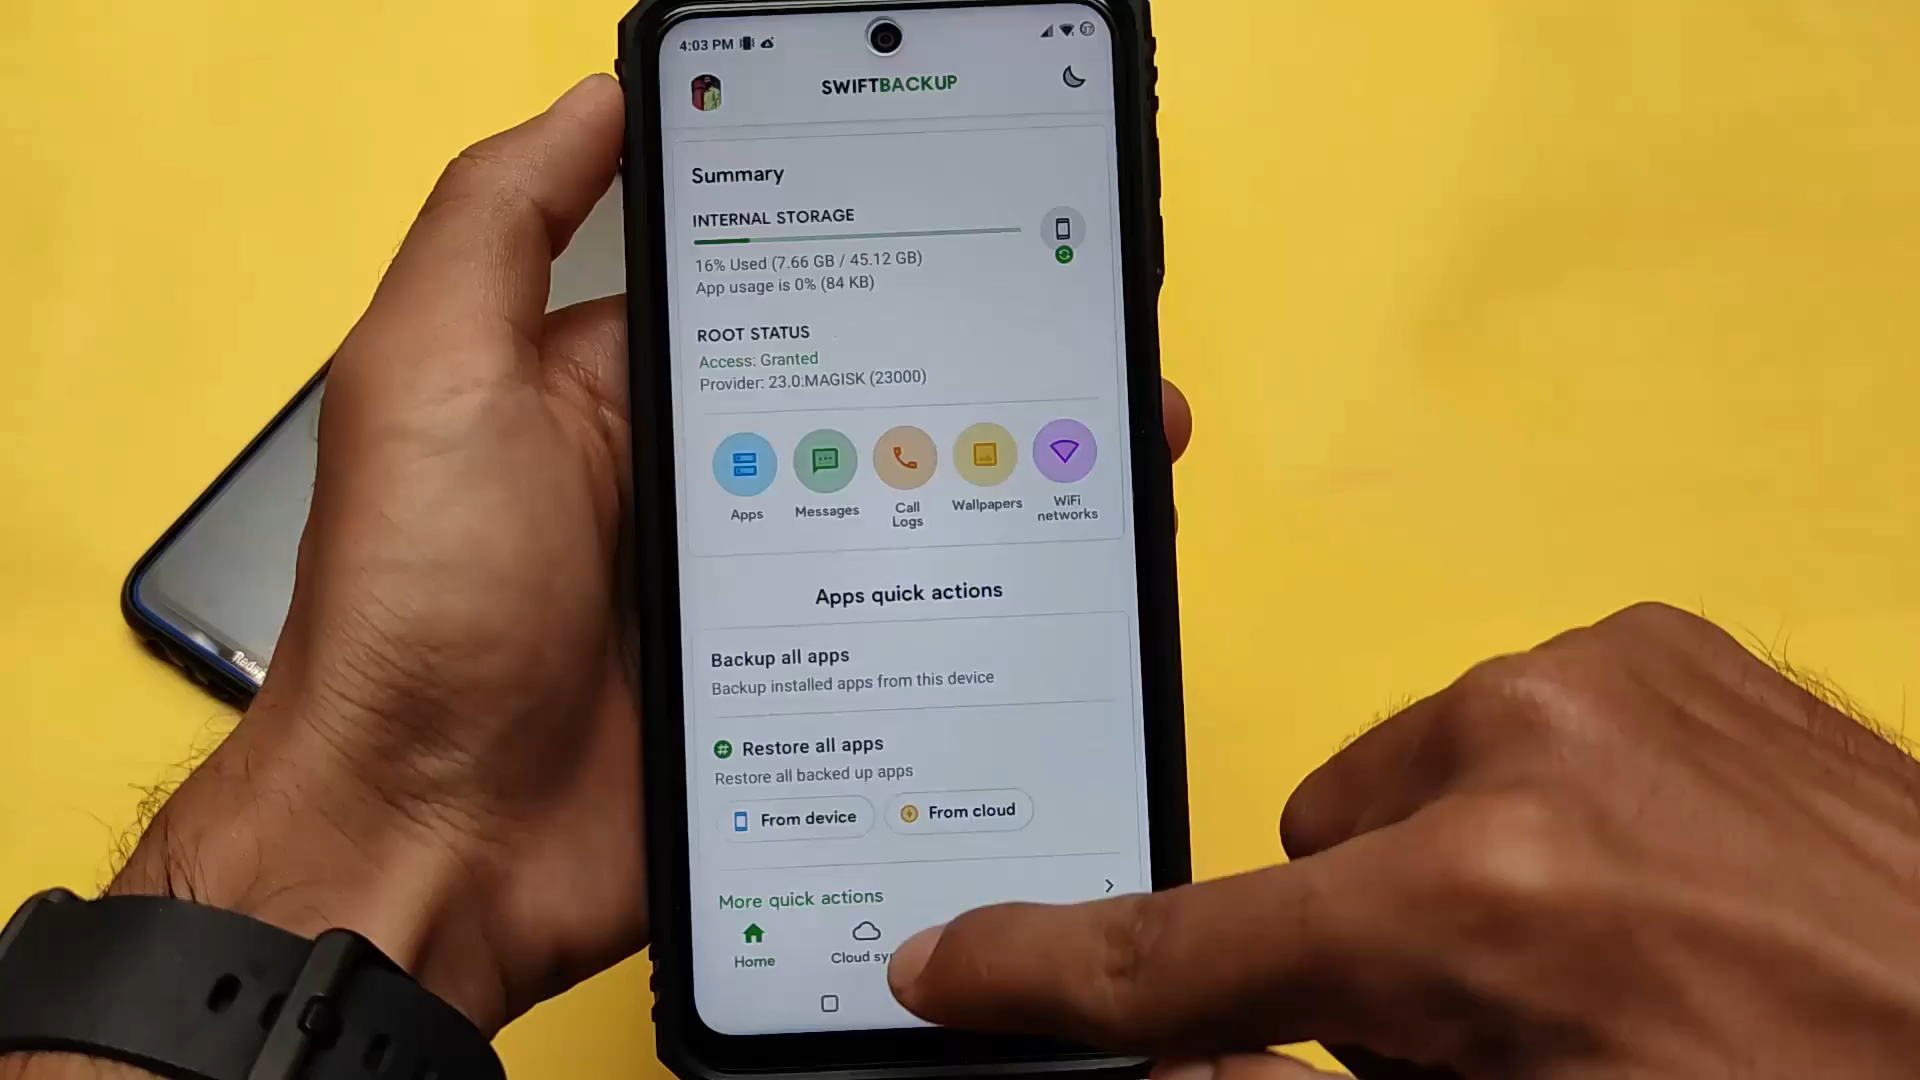 4:03 PM
SWIFTBACKUP
Summary
INTERNAL STORAGE
16% Used (7.66 GB / 45.12 GB)
App usage is 0% (84 KB)
ROOT STATUS
Access: Granted
Provider: 23.0:MAGISK (23000)
Apps
Messages
Call
Logs
Wallpapers
WiFi
networks
Apps quick actions
Backup all apps
Backup installed apps from this device
Restore all apps
Restore all backed up apps
From device
From cloud
More quick actions
Home
Cloud